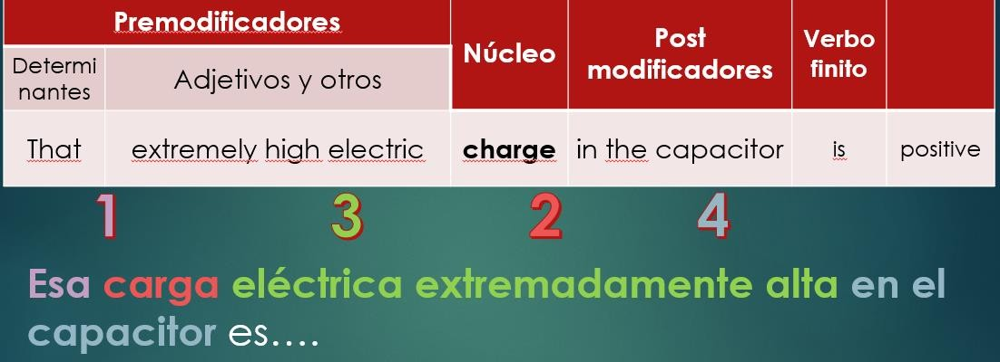 Premodificadores
Núcleo
Post
modificadores
Verbo
finito
Determi
nantes
Adjetivos y otros
That
extremely high electric
charge
in the capacitor
is
positive
1
3
2
4
Esa carga eléctrica extremadamente alta en el
capacitor es....